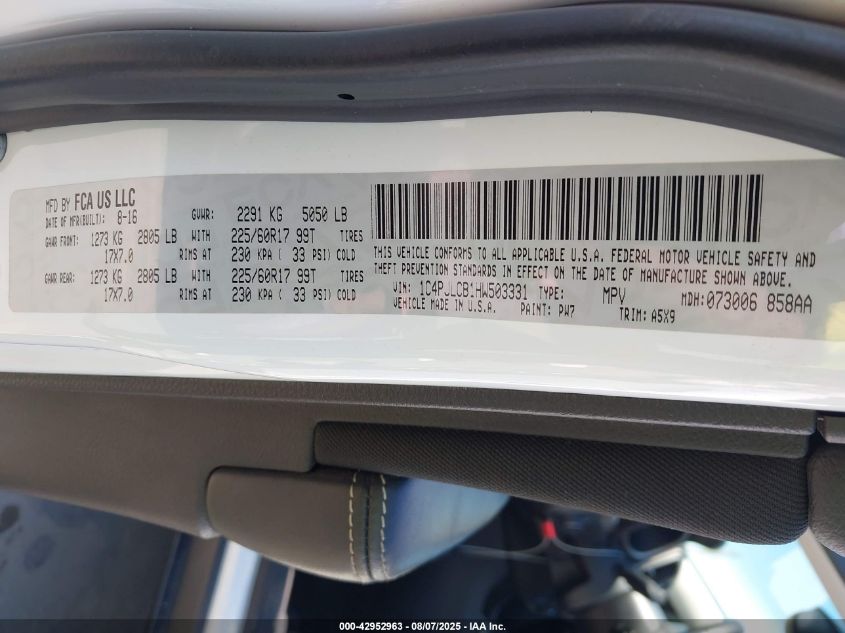 MFD BY FCA US LLC
DATE OF MFR(BUILT): 8-16
GVWR: 2291 KG 5050 LB
GAWR FRONT: 1273 KG 2805 LB WITH 225/60R17 99T TIRES
17X7.0 RIMS AT 230 KPA ( 33 PSI) COLD
GAWR REAR: 1273 KG 2805 LB WITH 225/60R17 99T TIRES
17X7.0 RIMS AT 230 KPA ( 33 PSI) COLD
THIS VEHICLE CONFORMS TO ALL APPLICABLE U.S.A. FEDERAL MOTOR VEHICLE SAFETY AND
THEFT PREVENTION STANDARDS IN EFFECT ON THE DATE OF MANUFACTURE SHOWN ABOVE.
VIN: 1C4PJLCB1HW503331 TYPE: MPV MDH:073006 858AA
VEHICLE MADE IN U.S.A. PAINT: PW7 TRIM: A5X9
000-42952963 - 08/07/2025 - IAA Inc.